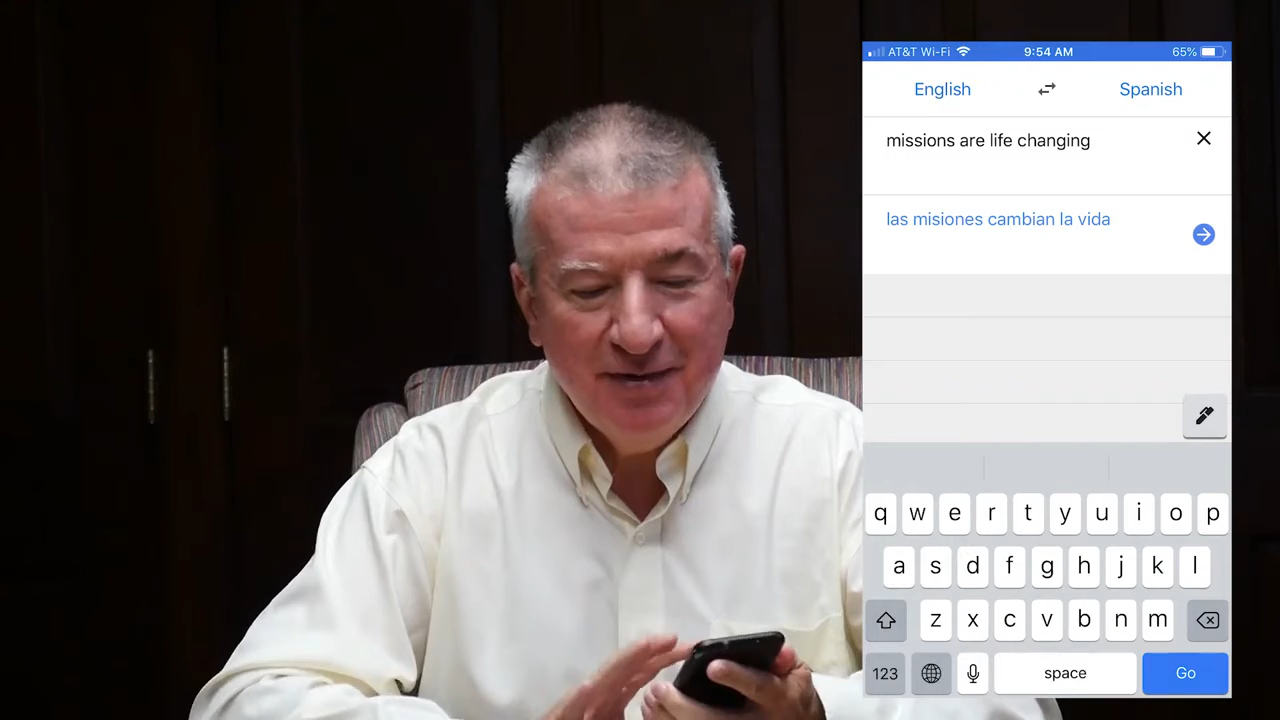 AT&T Wi-Fi 9:54 AM 65%
English Spanish
missions are life changing
las misiones cambian la vida
q w e r t y u i o p
a s d f g h j k l
z x c v b n m
123 space Go